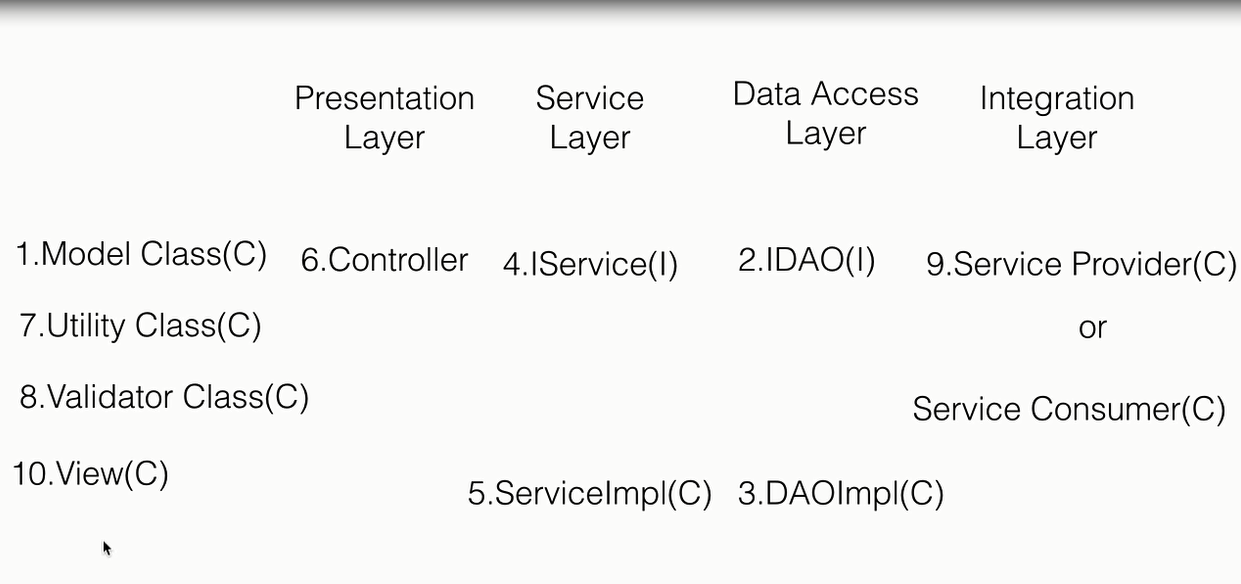 Presentation
Layer
Service
Layer
Data Access
Layer
Integration
Layer
1.Model Class(C)
6.Controller
4.IService(I)
2.IDAO(I)
9.Service Provider(C)
7.Utility Class(C)
or
8.Validator Class(C)
Service Consumer(C)
10.View(C)
5.ServiceImpl(C)
3.DAOImpl(C)